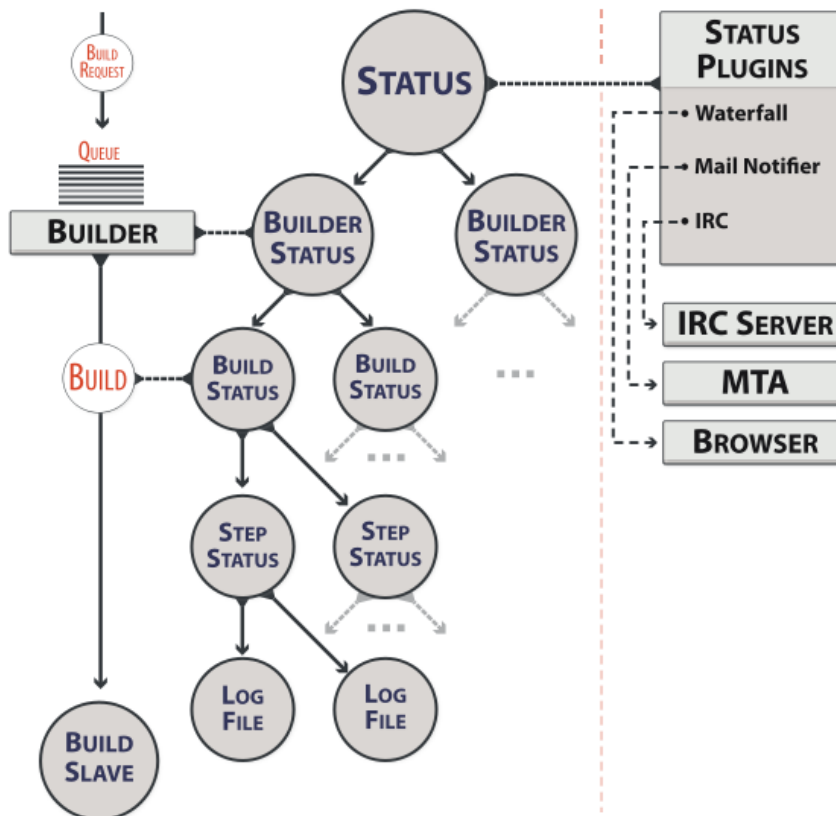 BUILD
REQUEST
QUEUE
BUILDER
BUILD
BUILD
SLAVE
STATUS
BUILDER
STATUS
BUILDER
STATUS
BUILD
STATUS
BUILD
STATUS
...
...
STEP
STATUS
STEP
STATUS
...
LOG
FILE
LOG
FILE
STATUS
PLUGINS
• Waterfall
• Mail Notifier
• IRC
IRC SERVER
MTA
BROWSER